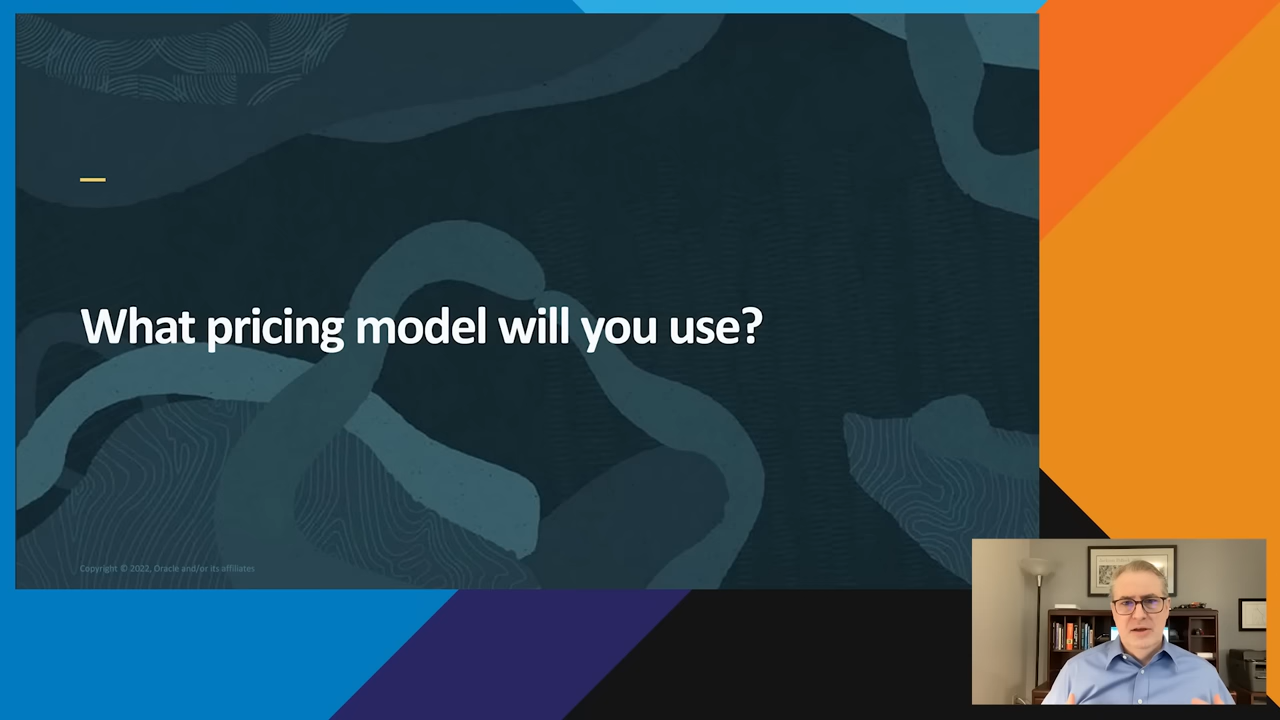 What pricing model will you use?
Copyright © 2022, Oracle and/or its affiliates